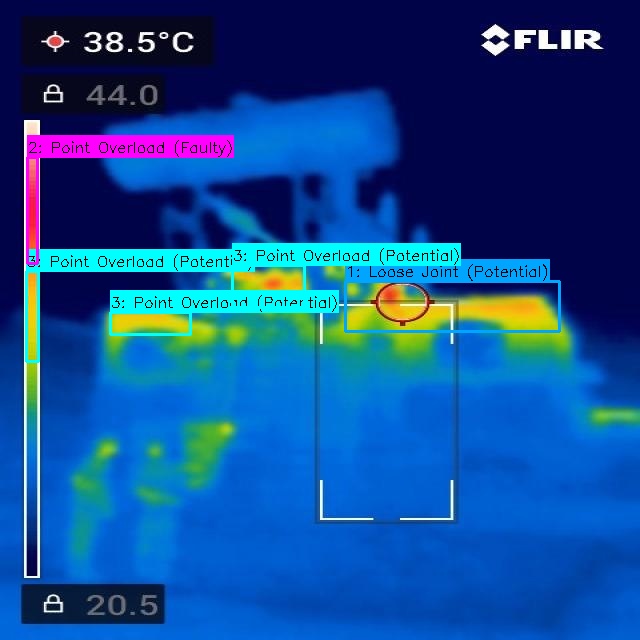 38.5°C
FLIR
44.0
2: Point Overload (Faulty)
3: Point Overload (Potential)
3: Point Overload (Potenti
1: Loose Joint (Potential)
3: Point Overload (Potential)
20.5